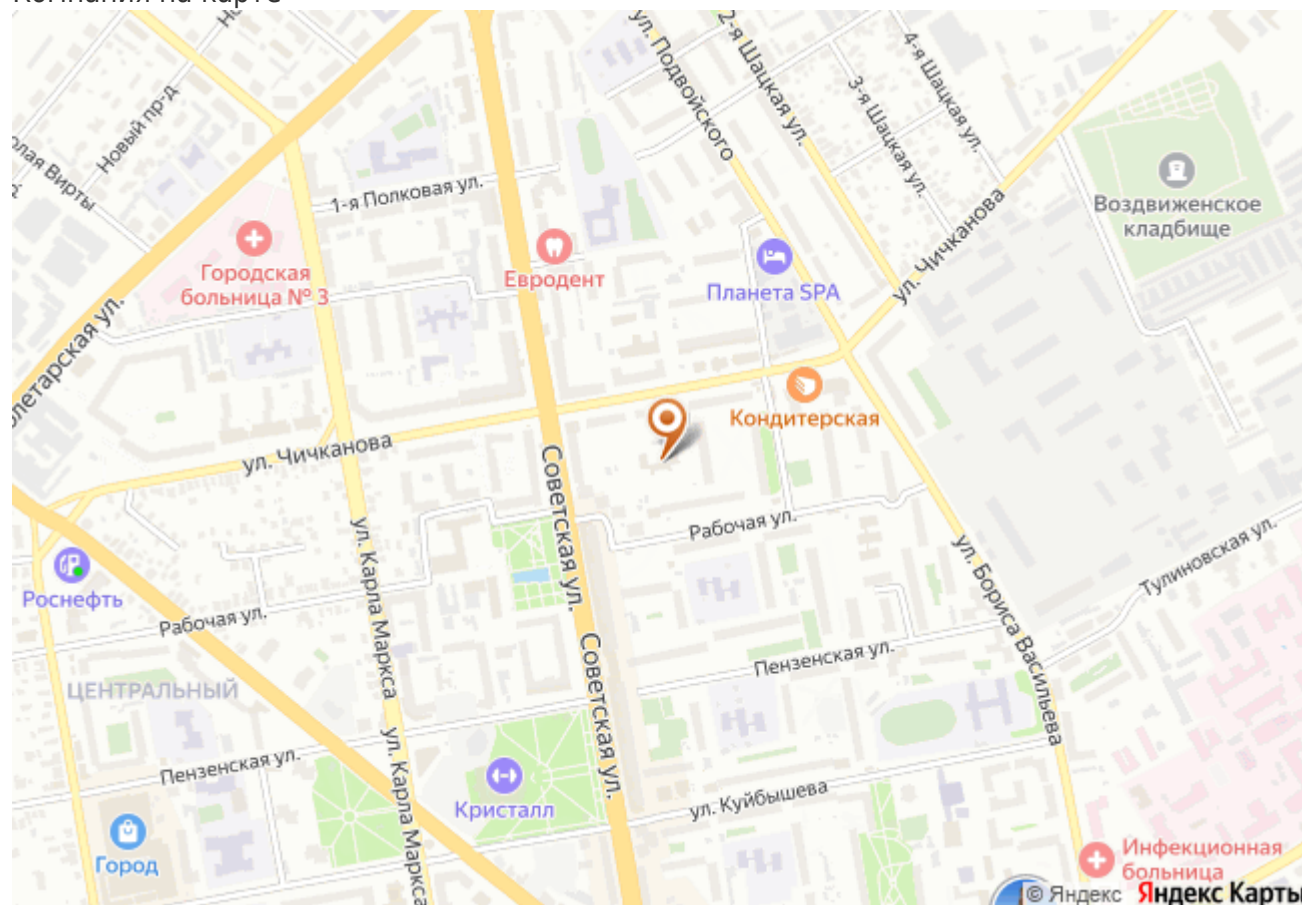 Компания на карте
ул. Подвойского
2-я Шацкая ул.
4-я Шацкая ул.
3-я Шацкая ул.
Новый пр-д
1-я Полковая ул.
Воздвиженское
кладбище
Городская
больница № 3
Евродент
Планета SPA
ул. Чичканова
Кондитерская
ул. Чичканова
Советская ул.
Рабочая ул.
ул. Карла Маркса
ул. Бориса Васильева
Тулиновская ул.
Роснефть
Рабочая ул.
Советская ул.
Пензенская ул.
ЦЕНТРАЛЬНЫЙ
Пензенская ул.
ул. Карла Маркса
Кристалл
ул. Куйбышева
Город
Инфекционная
больница
© Яндекс Яндекс Карты